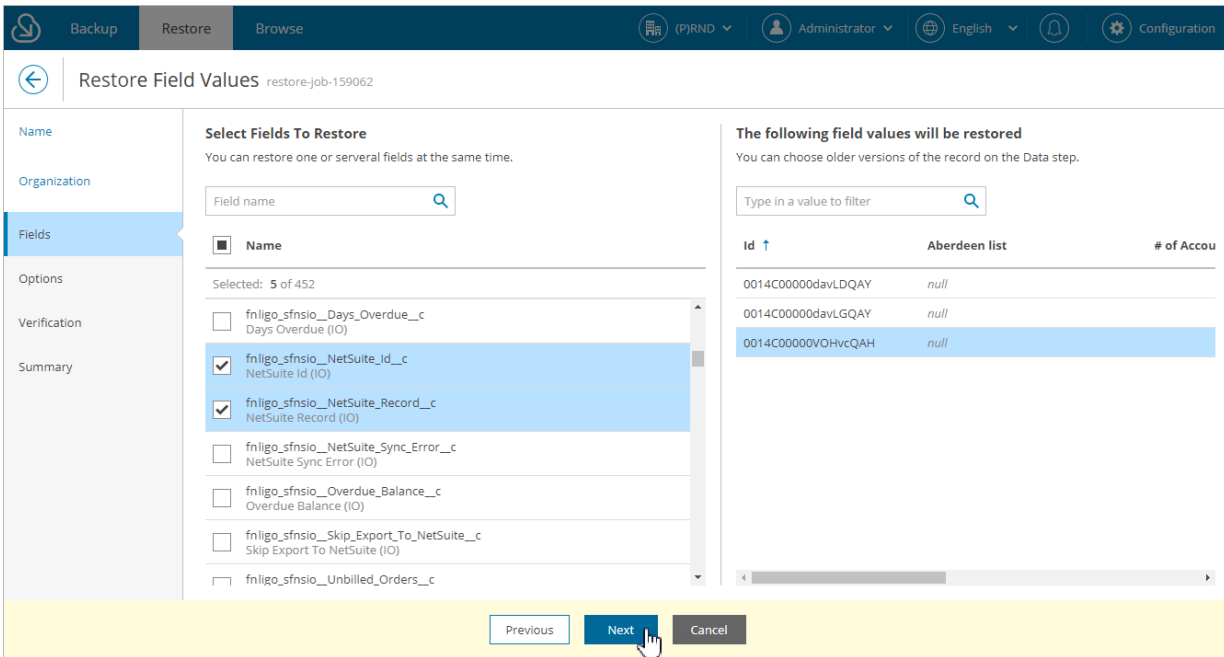 Backup Restore Browse (P)RND Administrator English Configuration
Restore Field Values restore-job-159062
Name
Organization
Fields
Options
Verification
Summary
Select Fields To Restore
You can restore one or serveral fields at the same time.
Field name
Name
Selected: 5 of 452
fnligo_sfnsio__Days_Overdue__c
Days Overdue (IO)
fnligo_sfnsio__NetSuite_Id__c
NetSuite Id (IO)
fnligo_sfnsio__NetSuite_Record__c
NetSuite Record (IO)
fnligo_sfnsio__NetSuite_Sync_Error__c
NetSuite Sync Error (IO)
fnligo_sfnsio__Overdue_Balance__c
Overdue Balance (IO)
fnligo_sfnsio__Skip_Export_To_NetSuite__c
Skip Export To NetSuite (IO)
fnligo_sfnsio__Unbilled_Orders__c
The following field values will be restored
You can choose older versions of the record on the Data step.
Type in a value to filter
Id ↑ Aberdeen list # of Accou
0014C00000davLDQAY null
0014C00000davLGQAY null
0014C00000VOHvcQAH null
Previous Next Cancel